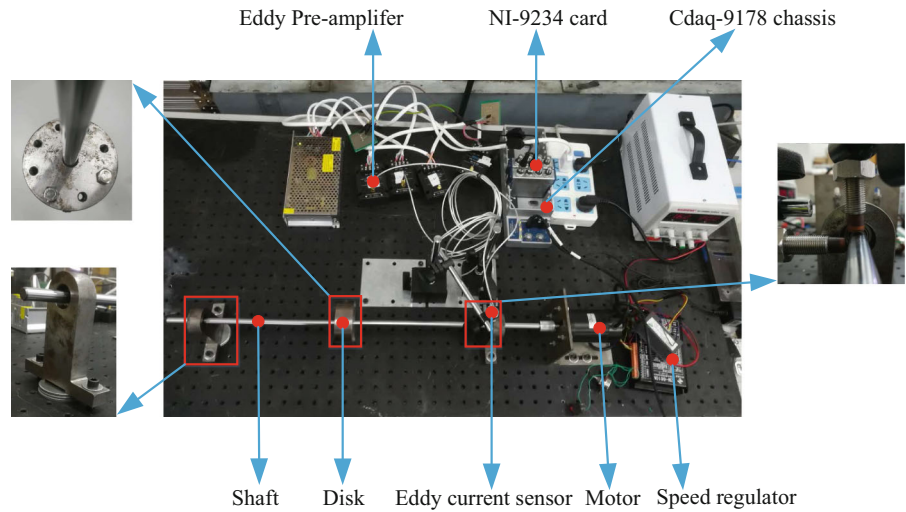 Eddy Pre-amplifer
NI-9234 card
Cdaq-9178 chassis
Shaft
Disk
Eddy current sensor
Motor
Speed regulator